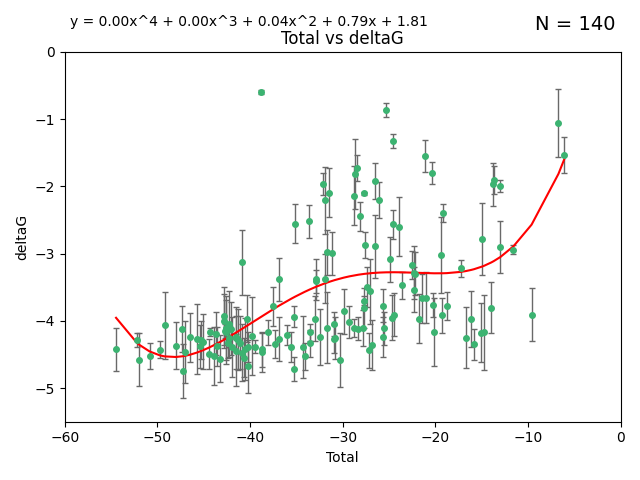 y = 0.00x^4 + 0.00x^3 + 0.04x^2 + 0.79x + 1.81
N = 140
Total vs deltaG
0
−1
−2
−3
−4
−5
deltaG
−60
−50
−40
−30
−20
−10
0
Total